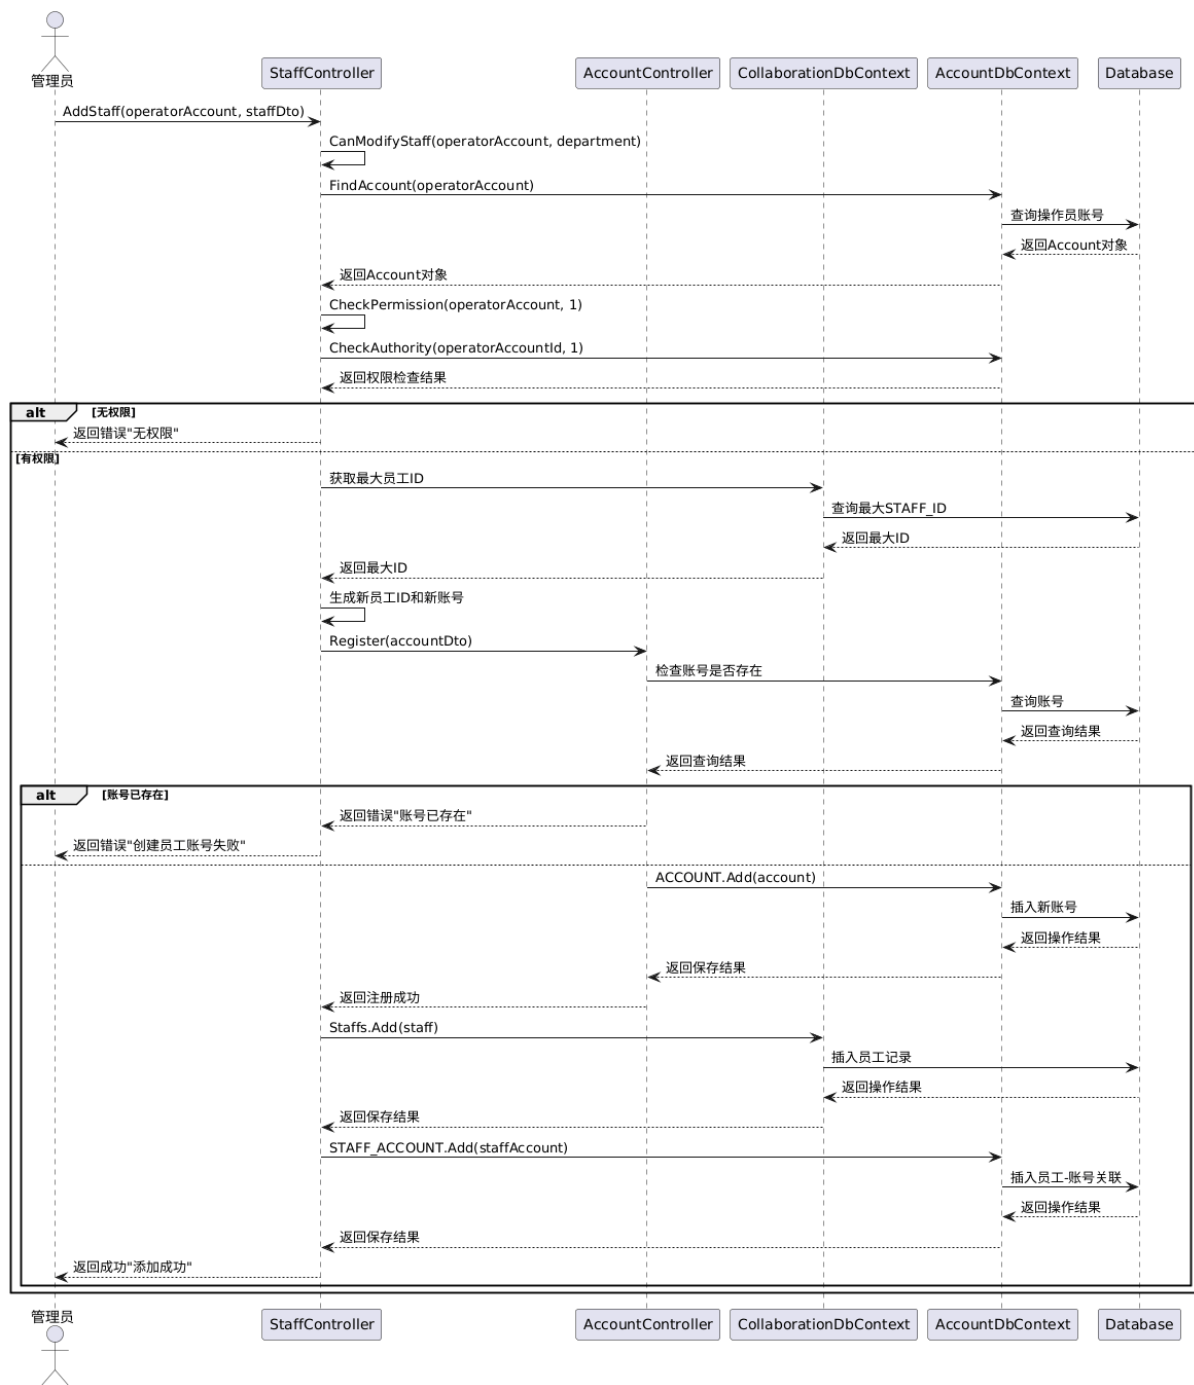 管理员
StaffController
AccountController
CollaborationDbContext
AccountDbContext
Database
AddStaff(operatorAccount, staffDto)
CanModifyStaff(operatorAccount, department)
FindAccount(operatorAccount)
查询操作员账号
返回Account对象
返回Account对象
CheckPermission(operatorAccount, 1)
CheckAuthority(operatorAccountId, 1)
返回权限检查结果
alt [无权限]
返回错误"无权限"
[有权限]
获取最大员工ID
查询最大STAFF_ID
返回最大ID
返回最大ID
生成新员工ID和新账号
Register(accountDto)
检查账号是否存在
查询账号
返回查询结果
返回查询结果
alt [账号已存在]
返回错误"账号已存在"
返回错误"创建员工账号失败"
ACCOUNT.Add(account)
插入新账号
返回操作结果
返回保存结果
返回注册成功
Staffs.Add(staff)
插入员工记录
返回操作结果
返回保存结果
STAFF_ACCOUNT.Add(staffAccount)
插入员工-账号关联
返回操作结果
返回保存结果
返回成功"添加成功"
管理员
StaffController
AccountController
CollaborationDbContext
AccountDbContext
Database